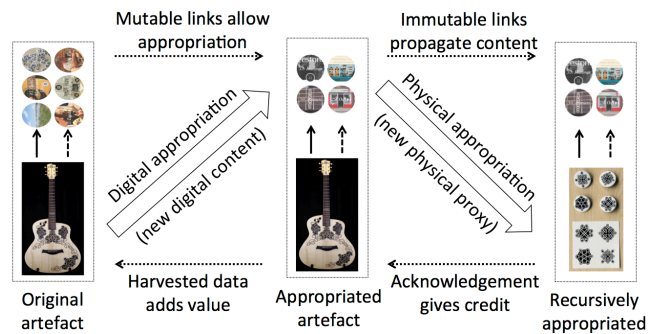 Mutable links allow
appropriation
Immutable links
propagate content
Digital appropriation
(new digital content)
Physical appropriation
(new physical proxy)
Harvested data
adds value
Acknowledgement
gives credit
Original
artefact
Appropriated
artefact
Recursively
appropriated